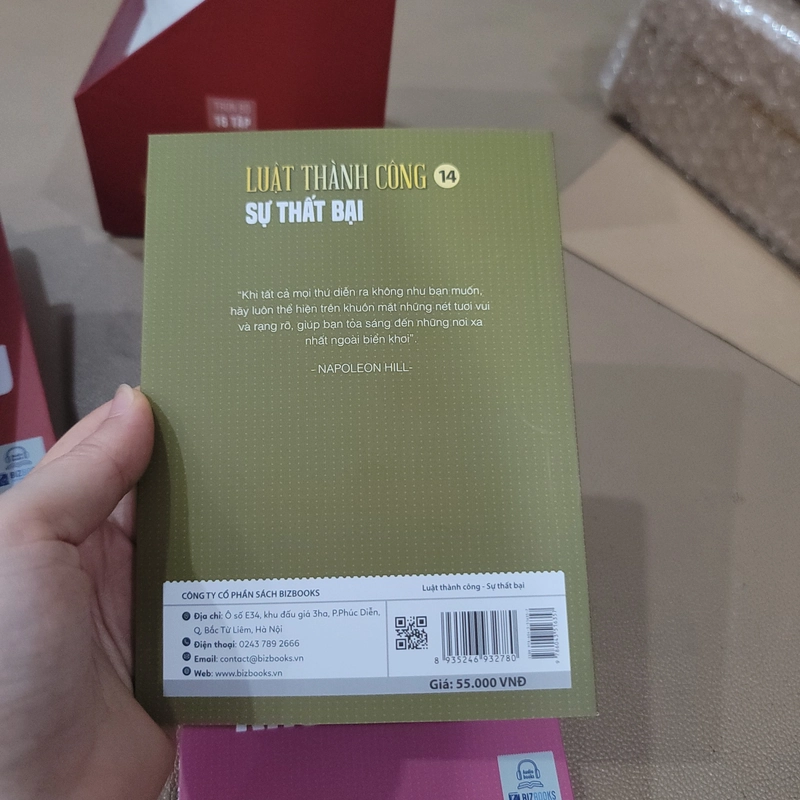 15 TẬP
LUẬT THÀNH CÔNG 14
SỰ THẤT BẠI
“Khi tất cả mọi thứ diễn ra không như bạn muốn,
hãy luôn thể hiện trên khuôn mặt những nét tươi vui
và rạng rỡ, giúp bạn tỏa sáng đến những nơi xa
nhất ngoài biển khơi”.
- NAPOLEON HILL-
CÔNG TY CỔ PHẦN SÁCH BIZBOOKS
Luật thành công - Sự thất bại
Địa chỉ: Ô số E34, khu đấu giá 3ha, P.Phúc Diễn,
Q. Bắc Từ Liêm, Hà Nội
Điện thoại: 0243 789 2666
Email: contact@bizbooks.vn
Web: www.bizbooks.vn
8 935246 932780
Giá: 55.000 VNĐ
Audio
books
BIZBOOKS